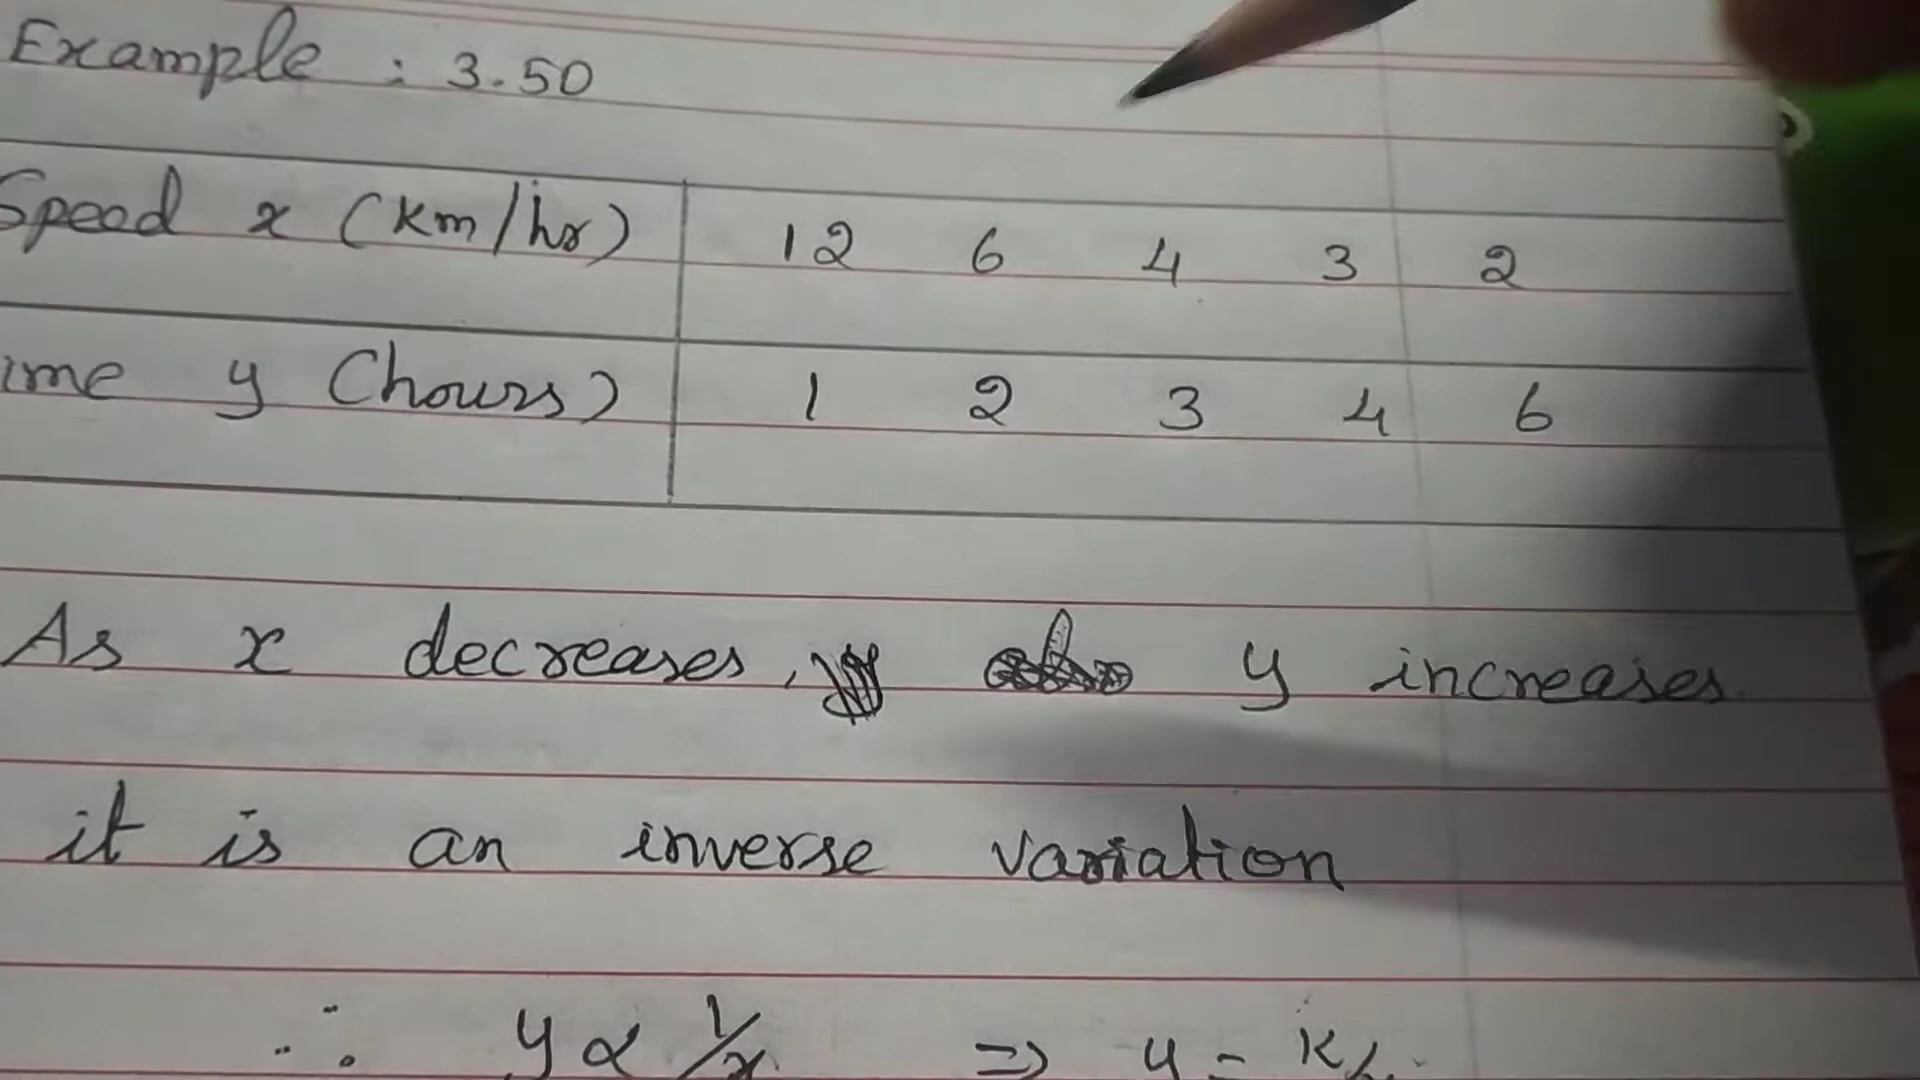 Example : 3.50
Speed x (km/hr) 12 6 4 3 2
ime y (hours) 1 2 3 4 6
As x decreases, y increases.
it is an inverse variation
∴ y ∝ 1/x ⇒ y = k/